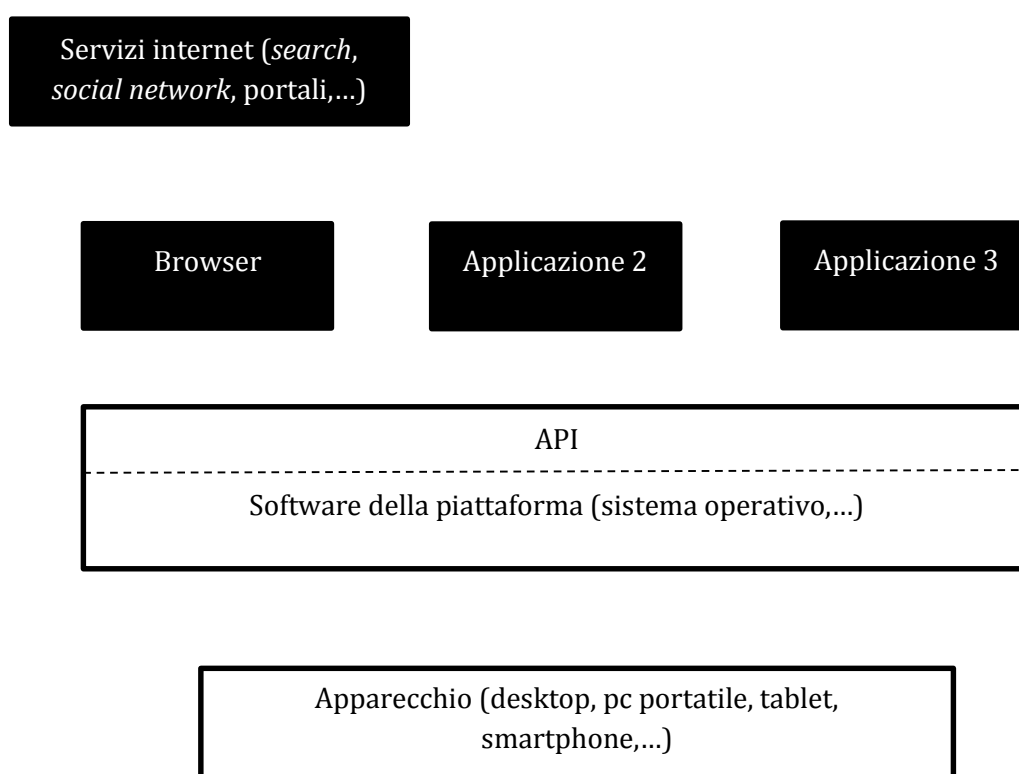 Servizi internet (search,
social network, portali,…)
Browser
Applicazione 2
Applicazione 3
API
Software della piattaforma (sistema operativo,…)
Apparecchio (desktop, pc portatile, tablet,
smartphone,…)